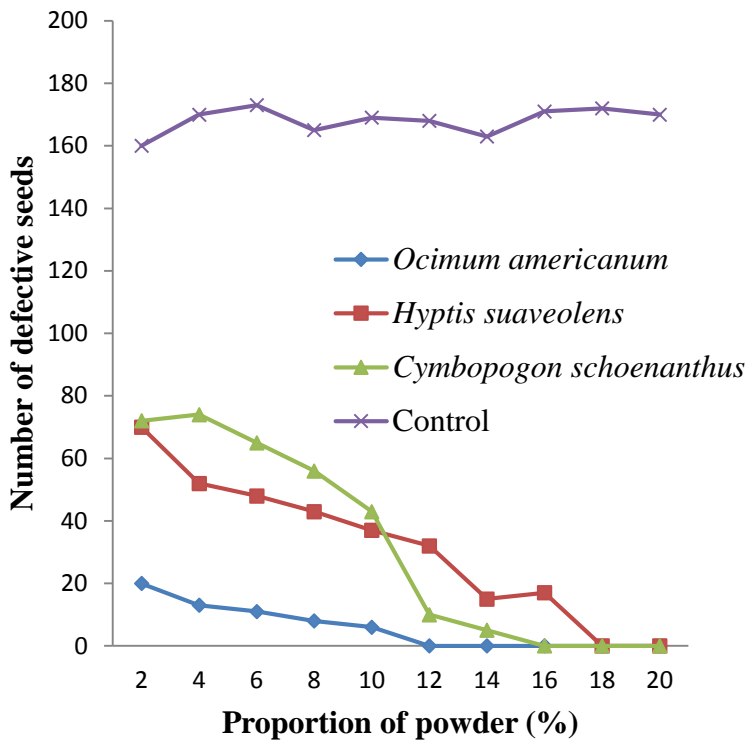 200
180
160
140
120
100
80
60
40
20
0
Number of defective seeds
Ocimum americanum
Hyptis suaveolens
Cymbopogon schoenanthus
Control
2 4 6 8 10 12 14 16 18 20
Proportion of powder (%)